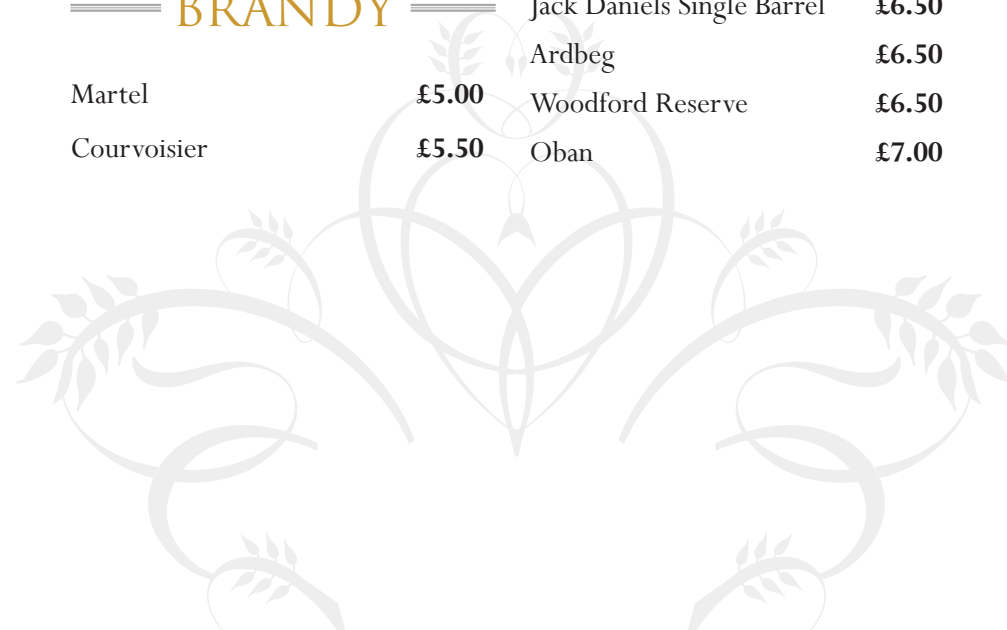 BRANDY
Martel £5.00
Courvoisier £5.50
Jack Daniels Single Barrel £6.50
Ardbeg £6.50
Woodford Reserve £6.50
Oban £7.00